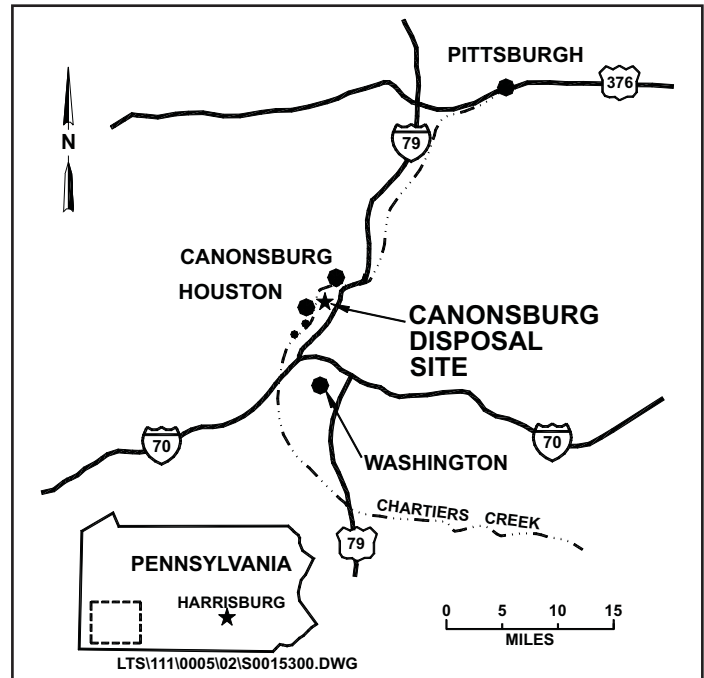 PITTSBURGH
376
N
79
CANONSBURG
HOUSTON
CANONSBURG
DISPOSAL
SITE
70
70
WASHINGTON
CHARTIERS CREEK
79
PENNSYLVANIA
HARRISBURG
0 5 10 15
MILES
LTS\111\0005\02\S0015300.DWG